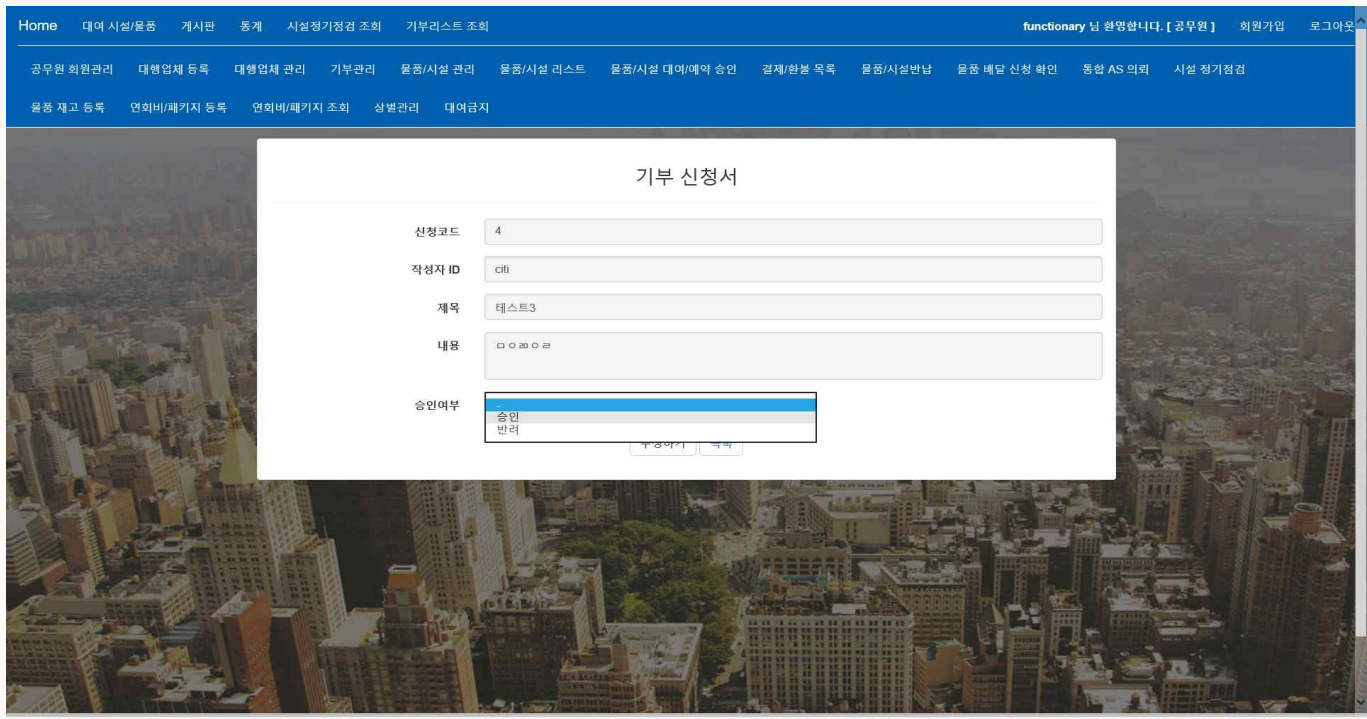 Home 대여 시설/물품 게시판 통계 시설정기점검 조회 기부리스트 조회 functionary 님 환영합니다. [ 공무원 ] 회원가입 로그아웃
공무원 회원관리 대행업체 등록 대행업체 관리 기부관리 물품/시설 관리 물품/시설 리스트 물품/시설 대여/예약 승인 결제/환불 목록 물품/시설반납 물품 배달 신청 확인 통합 AS 의뢰 시설 정기점검
물품 재고 등록 연회비/패키지 등록 연회비/패키지 조회 상벌관리 대여금지
기부 신청서
신청코드 4
작성자 ID citi
제목 테스트3
내용 ㅁㅇㄻㅇㄹ
승인여부 -
승인
반려